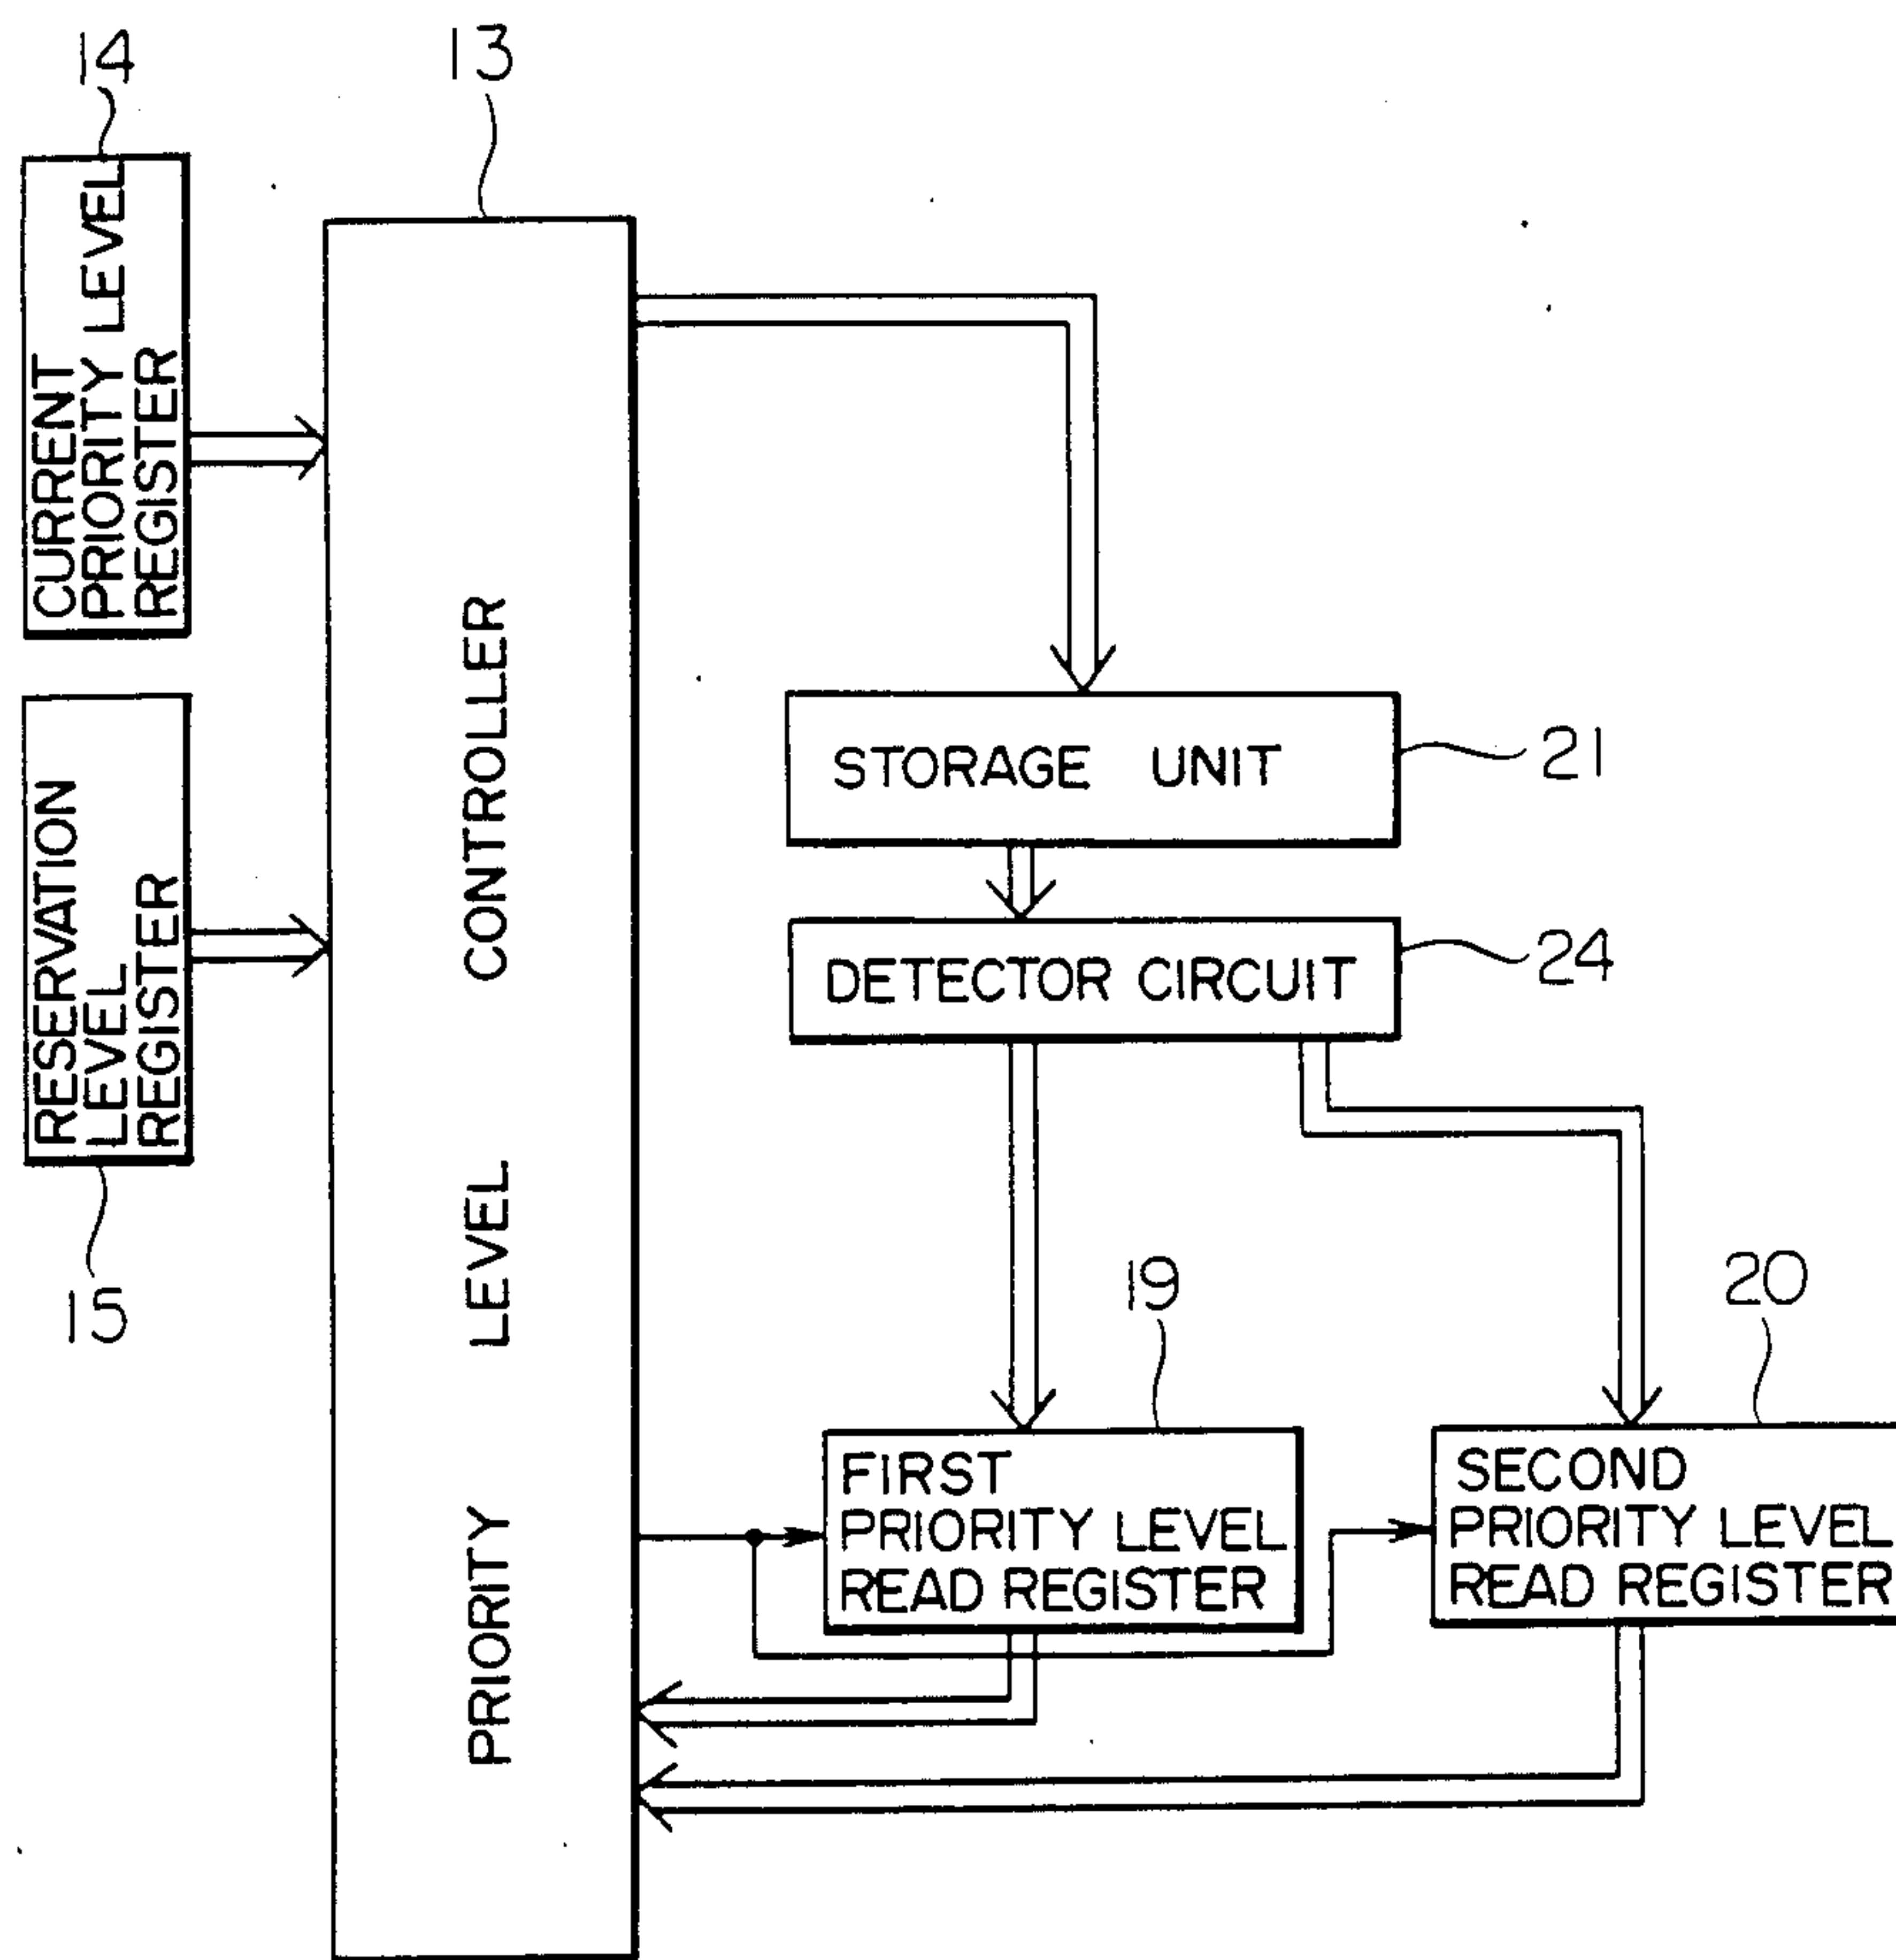 14
13
CURRENT
PRIORITY LEVEL
REGISTER
RESERVATION
LEVEL
REGISTER
15
PRIORITY LEVEL CONTROLLER
STORAGE UNIT
21
DETECTOR CIRCUIT
24
19
20
FIRST
PRIORITY LEVEL
READ REGISTER
SECOND
PRIORITY LEVEL
READ REGISTER